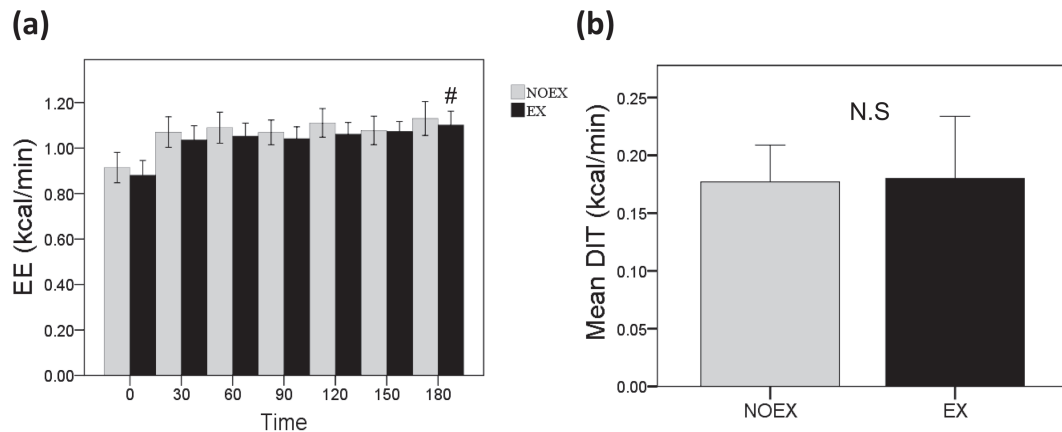 (a)
EE (kcal/min)
1.20
1.00
0.80
0.60
0.40
0.20
0.00
#
0 30 60 90 120 150 180
Time
NOEX
EX
(b)
Mean DIT (kcal/min)
0.25
0.20
0.15
0.10
0.05
0.00
N.S
NOEX EX